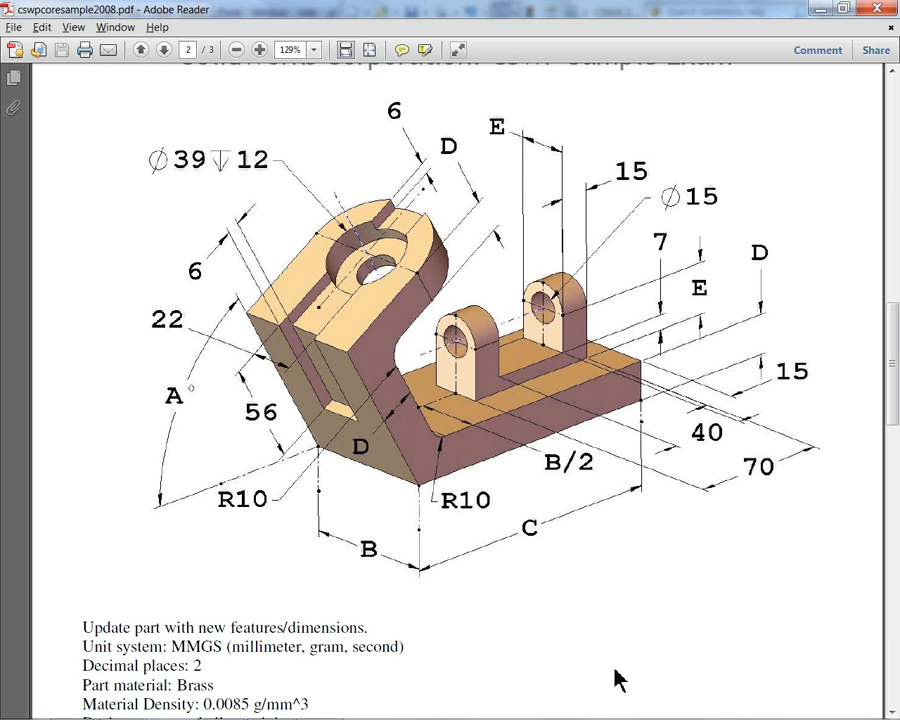 cswpcoresample2008.pdf - Adobe Reader
File Edit View Window Help
2 / 3 129% Comment Share
6
E
D
∅39↧12
15
∅15
7
D
6
E
22
A°
15
56
40
D
B/2
70
R10
R10
C
B
Update part with new features/dimensions.
Unit system: MMGS (millimeter, gram, second)
Decimal places: 2
Part material: Brass
Material Density: 0.0085 g/mm^3